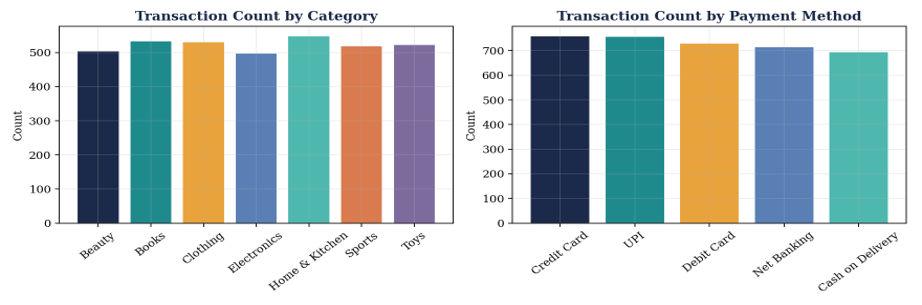 Transaction Count by Category
Count
500
400
300
200
100
0
Beauty
Books
Clothing
Electronics
Home & Kitchen
Sports
Toys
Transaction Count by Payment Method
Count
700
600
500
400
300
200
100
0
Credit Card
UPI
Debit Card
Net Banking
Cash on Delivery